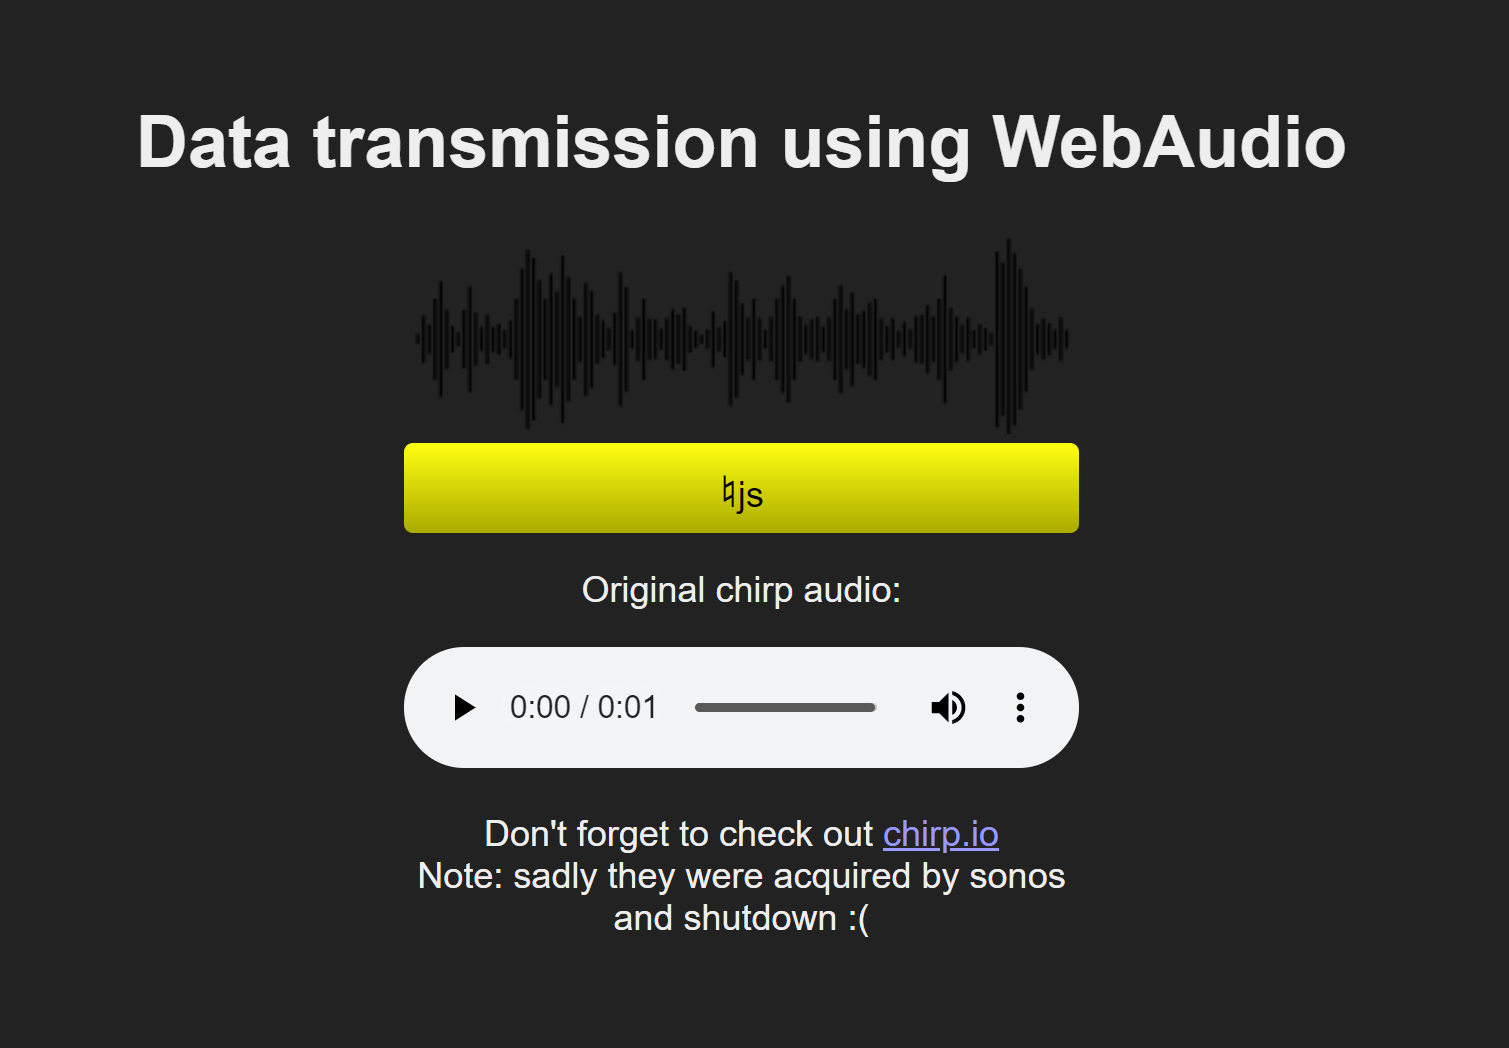 Data transmission using WebAudio
♮js
Original chirp audio:
0:00 / 0:01
Don't forget to check out chirp.io
Note: sadly they were acquired by sonos
and shutdown :(